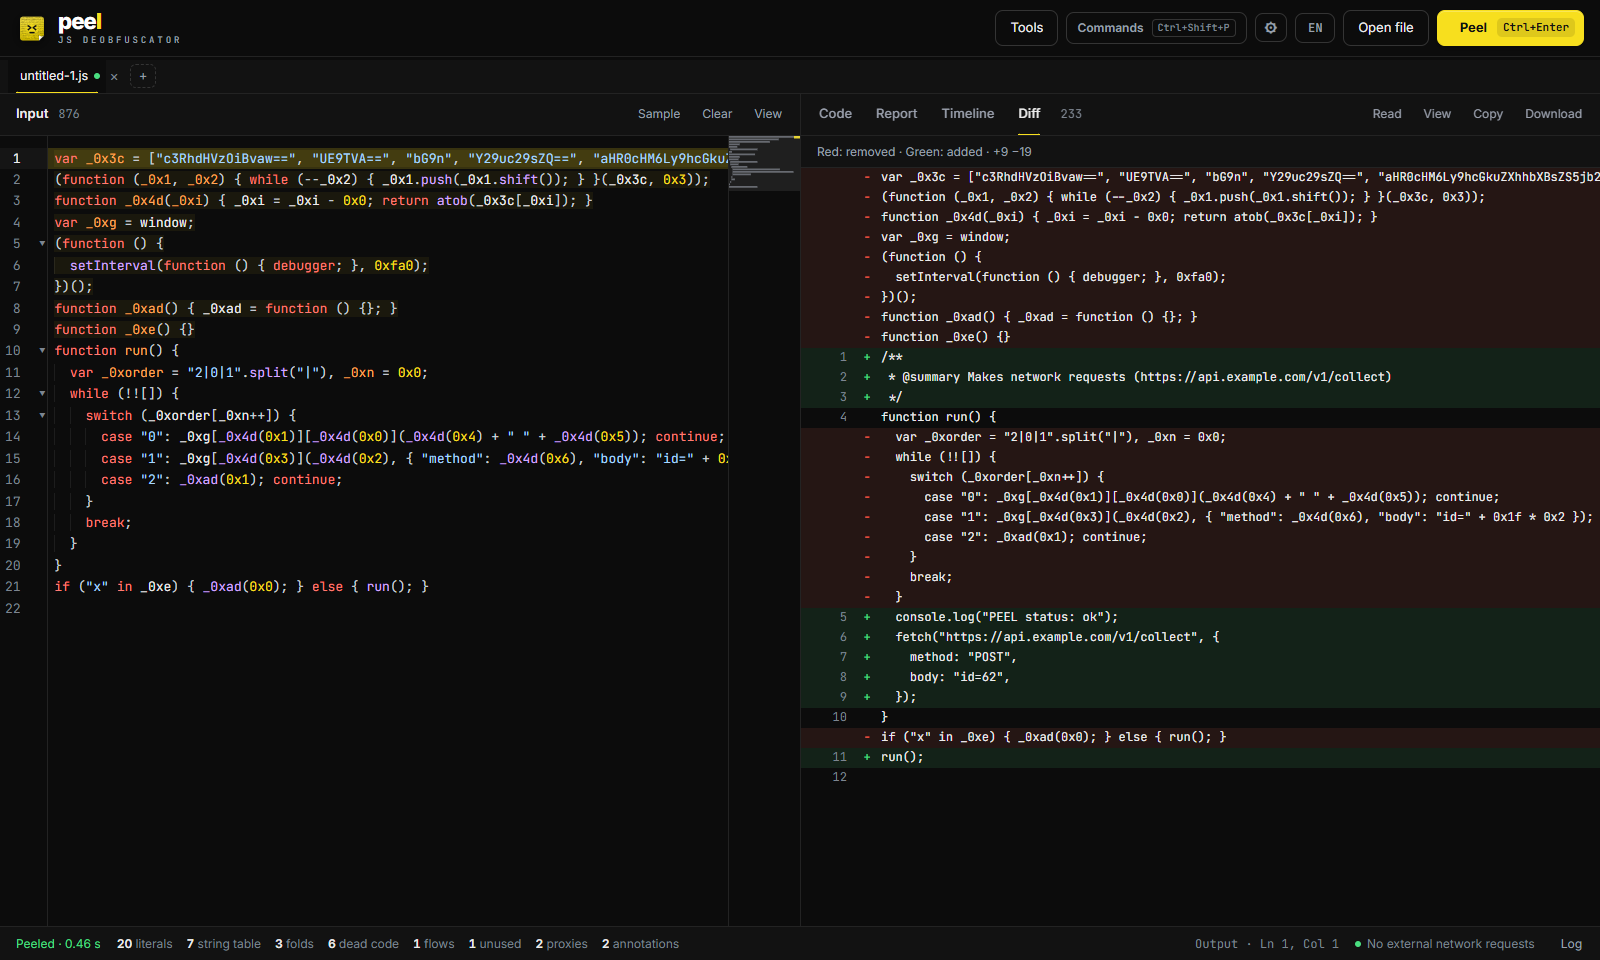 peel
JS DEOBFUSCATOR
Tools
Commands Ctrl+Shift+P
EN
Open file
Peel Ctrl+Enter
untitled-1.js
Input 876
Sample Clear View
1 var _0x3c = ["c3RhdHVzOiBvaw==", "UE9TVA==", "bG9n", "Y29uc29sZQ==", "aHR0cHM6Ly9hcGkuZ
2 (function (_0x1, _0x2) { while (--_0x2) { _0x1.push(_0x1.shift()); } }(_0x3c, 0x3));
3 function _0x4d(_0xi) { _0xi = _0xi - 0x0; return atob(_0x3c[_0xi]); }
4 var _0xg = window;
5 (function () {
6 setInterval(function () { debugger; }, 0xfa0);
7 })();
8 function _0xad() { _0xad = function () {}; }
9 function _0xe() {}
10 function run() {
11 var _0xorder = "2|0|1".split("|"), _0xn = 0x0;
12 while (!![]) {
13 switch (_0xorder[_0xn++]) {
14 case "0": _0xg[_0x4d(0x1)][_0x4d(0x0)](_0x4d(0x4) + " " + _0x4d(0x5)); continue;
15 case "1": _0xg[_0x4d(0x3)](_0x4d(0x2), { "method": _0x4d(0x6), "body": "id=" + 0
16 case "2": _0xad(0x1); continue;
17 }
18 break;
19 }
20 }
21 if ("x" in _0xe) { _0xad(0x0); } else { run(); }
22
Code Report Timeline Diff 233
Read View Copy Download
Red: removed · Green: added · +9 −19
- var _0x3c = ["c3RhdHVzOiBvaw==", "UE9TVA==", "bG9n", "Y29uc29sZQ==", "aHR0cHM6Ly9hcGkuZXhhbXBsZS5jb2
- (function (_0x1, _0x2) { while (--_0x2) { _0x1.push(_0x1.shift()); } }(_0x3c, 0x3));
- function _0x4d(_0xi) { _0xi = _0xi - 0x0; return atob(_0x3c[_0xi]); }
- var _0xg = window;
- (function () {
- setInterval(function () { debugger; }, 0xfa0);
- })();
- function _0xad() { _0xad = function () {}; }
- function _0xe() {}
1 + /**
2 + * @summary Makes network requests (https://api.example.com/v1/collect)
3 + */
4 function run() {
- var _0xorder = "2|0|1".split("|"), _0xn = 0x0;
- while (!![]) {
- switch (_0xorder[_0xn++]) {
- case "0": _0xg[_0x4d(0x1)][_0x4d(0x0)](_0x4d(0x4) + " " + _0x4d(0x5)); continue;
- case "1": _0xg[_0x4d(0x3)](_0x4d(0x2), { "method": _0x4d(0x6), "body": "id=" + 0x1f * 0x2 });
- case "2": _0xad(0x1); continue;
- }
- break;
- }
5 + console.log("PEEL status: ok");
6 + fetch("https://api.example.com/v1/collect", {
7 + method: "POST",
8 + body: "id=62",
9 + });
10 }
- if ("x" in _0xe) { _0xad(0x0); } else { run(); }
11 + run();
12
Peeled · 0.46 s 20 literals 7 string table 3 folds 6 dead code 1 flows 1 unused 2 proxies 2 annotations
Output · Ln 1, Col 1 No external network requests Log